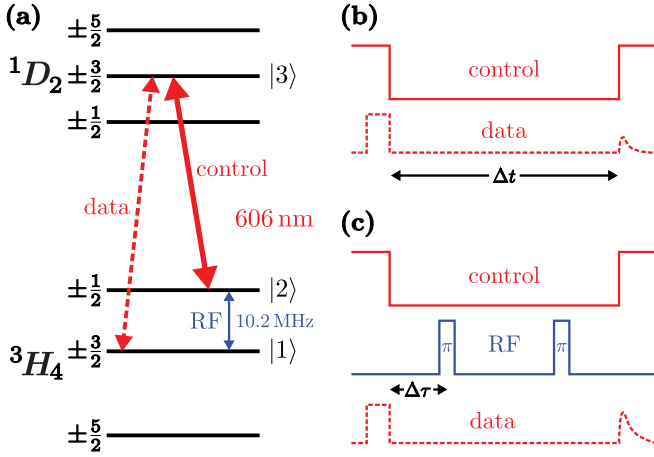 (a)
±5/2
¹D₂ ±3/2 |3⟩
±1/2
data
control
606 nm
±1/2 |2⟩
RF 10.2 MHz
³H₄ ±3/2 |1⟩
±5/2
(b)
control
data
Δt
(c)
control
π RF π
Δτ
data